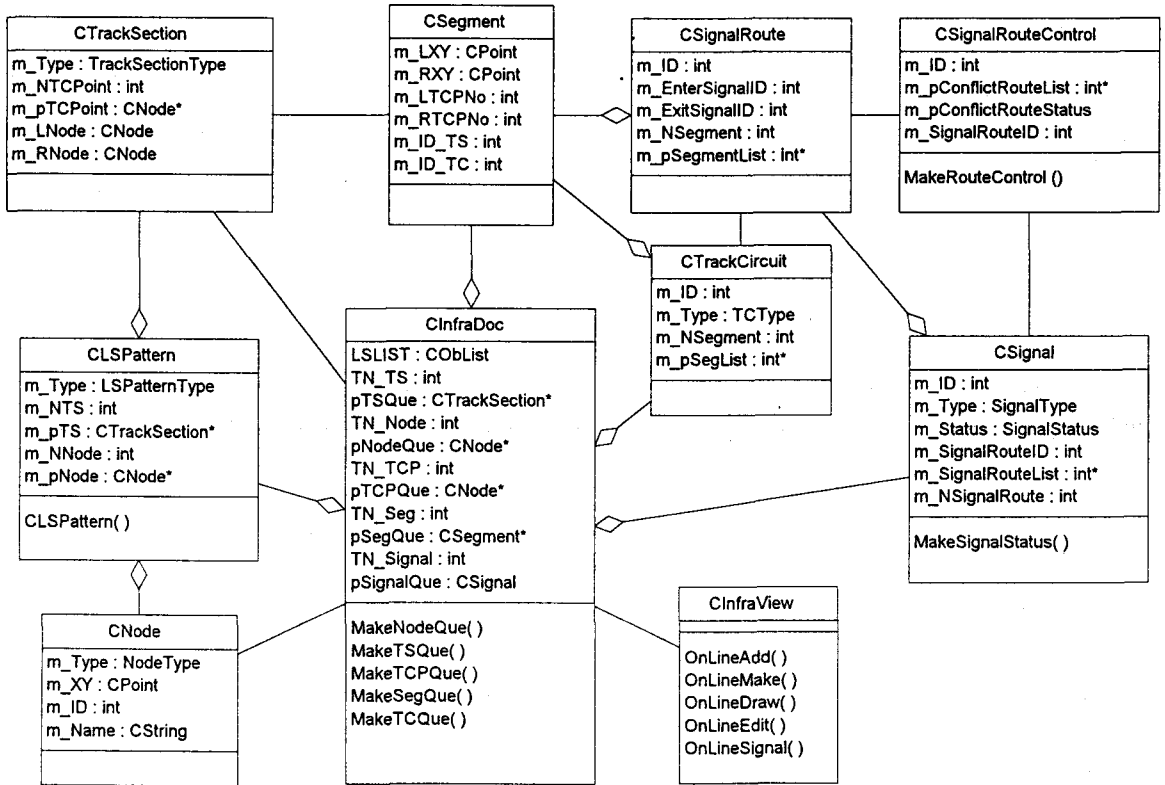 CTrackSection
m_Type : TrackSectionType
m_NTCPoint : int
m_pTCPoint : CNode*
m_LNode : CNode
m_RNode : CNode
CSegment
m_LXY : CPoint
m_RXY : CPoint
m_LTCPNo : int
m_RTCPNo : int
m_ID_TS : int
m_ID_TC : int
CSignalRoute
m_ID : int
m_EnterSignalID : int
m_ExitSignalID : int
m_NSegment : int
m_pSegmentList : int*
CSignalRouteControl
m_ID : int
m_pConflictRouteList : int*
m_pConflictRouteStatus
m_SignalRouteID : int
MakeRouteControl ()
CTrackCircuit
m_ID : int
m_Type : TCType
m_NSegment : int
m_pSegList : int*
CLSPattern
m_Type : LSPatternType
m_NTS : int
m_pTS : CTrackSection*
m_NNode : int
m_pNode : CNode*
CLSPattern( )
CInfraDoc
LSLIST : CObList
TN_TS : int
pTSQue : CTrackSection*
TN_Node : int
pNodeQue : CNode*
TN_TCP : int
pTCPQue : CNode*
TN_Seg : int
pSegQue : CSegment*
TN_Signal : int
pSignalQue : CSignal
MakeNodeQue( )
MakeTSQue( )
MakeTCPQue( )
MakeSegQue( )
MakeTCQue( )
CSignal
m_ID : int
m_Type : SignalType
m_Status : SignalStatus
m_SignalRouteID : int
m_SignalRouteList : int*
m_NSignalRoute : int
MakeSignalStatus( )
CNode
m_Type : NodeType
m_XY : CPoint
m_ID : int
m_Name : CString
CInfraView
OnLineAdd( )
OnLineMake( )
OnLineDraw( )
OnLineEdit( )
OnLineSignal( )